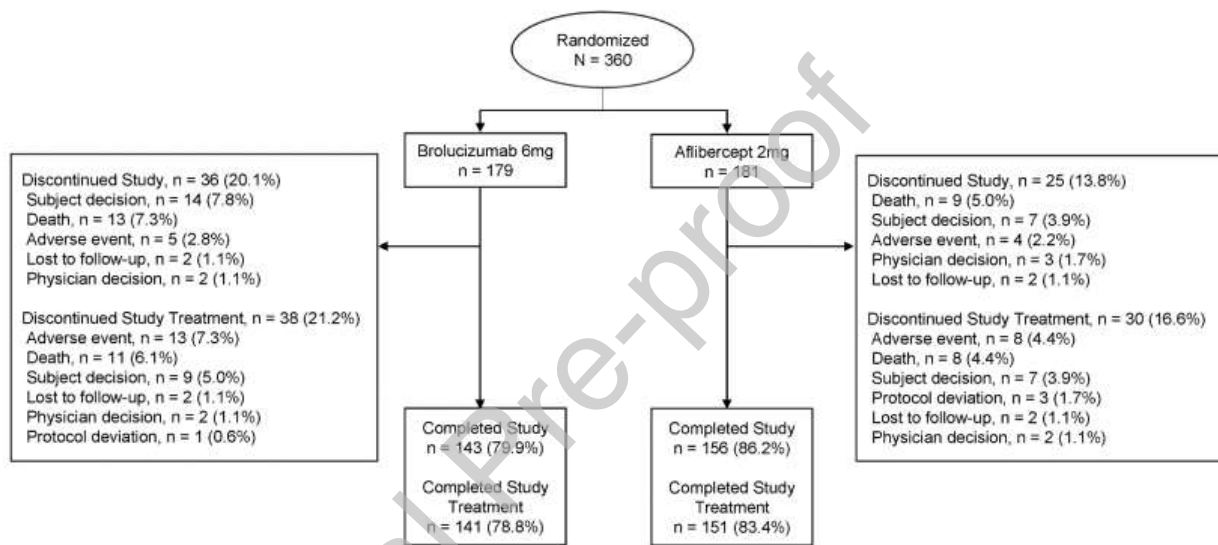 Randomized
N = 360
Brolucizumab 6mg
n = 179
Aflibercept 2mg
n = 181
Discontinued Study, n = 36 (20.1%)
Subject decision, n = 14 (7.8%)
Death, n = 13 (7.3%)
Adverse event, n = 5 (2.8%)
Lost to follow-up, n = 2 (1.1%)
Physician decision, n = 2 (1.1%)
Discontinued Study Treatment, n = 38 (21.2%)
Adverse event, n = 13 (7.3%)
Death, n = 11 (6.1%)
Subject decision, n = 9 (5.0%)
Lost to follow-up, n = 2 (1.1%)
Physician decision, n = 2 (1.1%)
Protocol deviation, n = 1 (0.6%)
Discontinued Study, n = 25 (13.8%)
Death, n = 9 (5.0%)
Subject decision, n = 7 (3.9%)
Adverse event, n = 4 (2.2%)
Physician decision, n = 3 (1.7%)
Lost to follow-up, n = 2 (1.1%)
Discontinued Study Treatment, n = 30 (16.6%)
Adverse event, n = 8 (4.4%)
Death, n = 8 (4.4%)
Subject decision, n = 7 (3.9%)
Protocol deviation, n = 3 (1.7%)
Lost to follow-up, n = 2 (1.1%)
Physician decision, n = 2 (1.1%)
Completed Study
n = 143 (79.9%)
Completed Study
Treatment
n = 141 (78.8%)
Completed Study
n = 156 (86.2%)
Completed Study
Treatment
n = 151 (83.4%)
Pre-proof